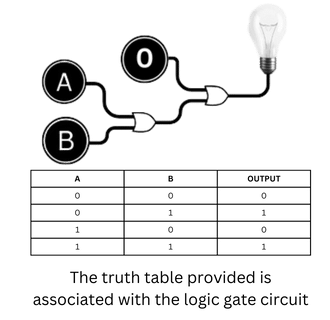 0
A
B
A B OUTPUT
0 0 0
0 1 1
1 0 0
1 1 1
The truth table provided is
associated with the logic gate circuit